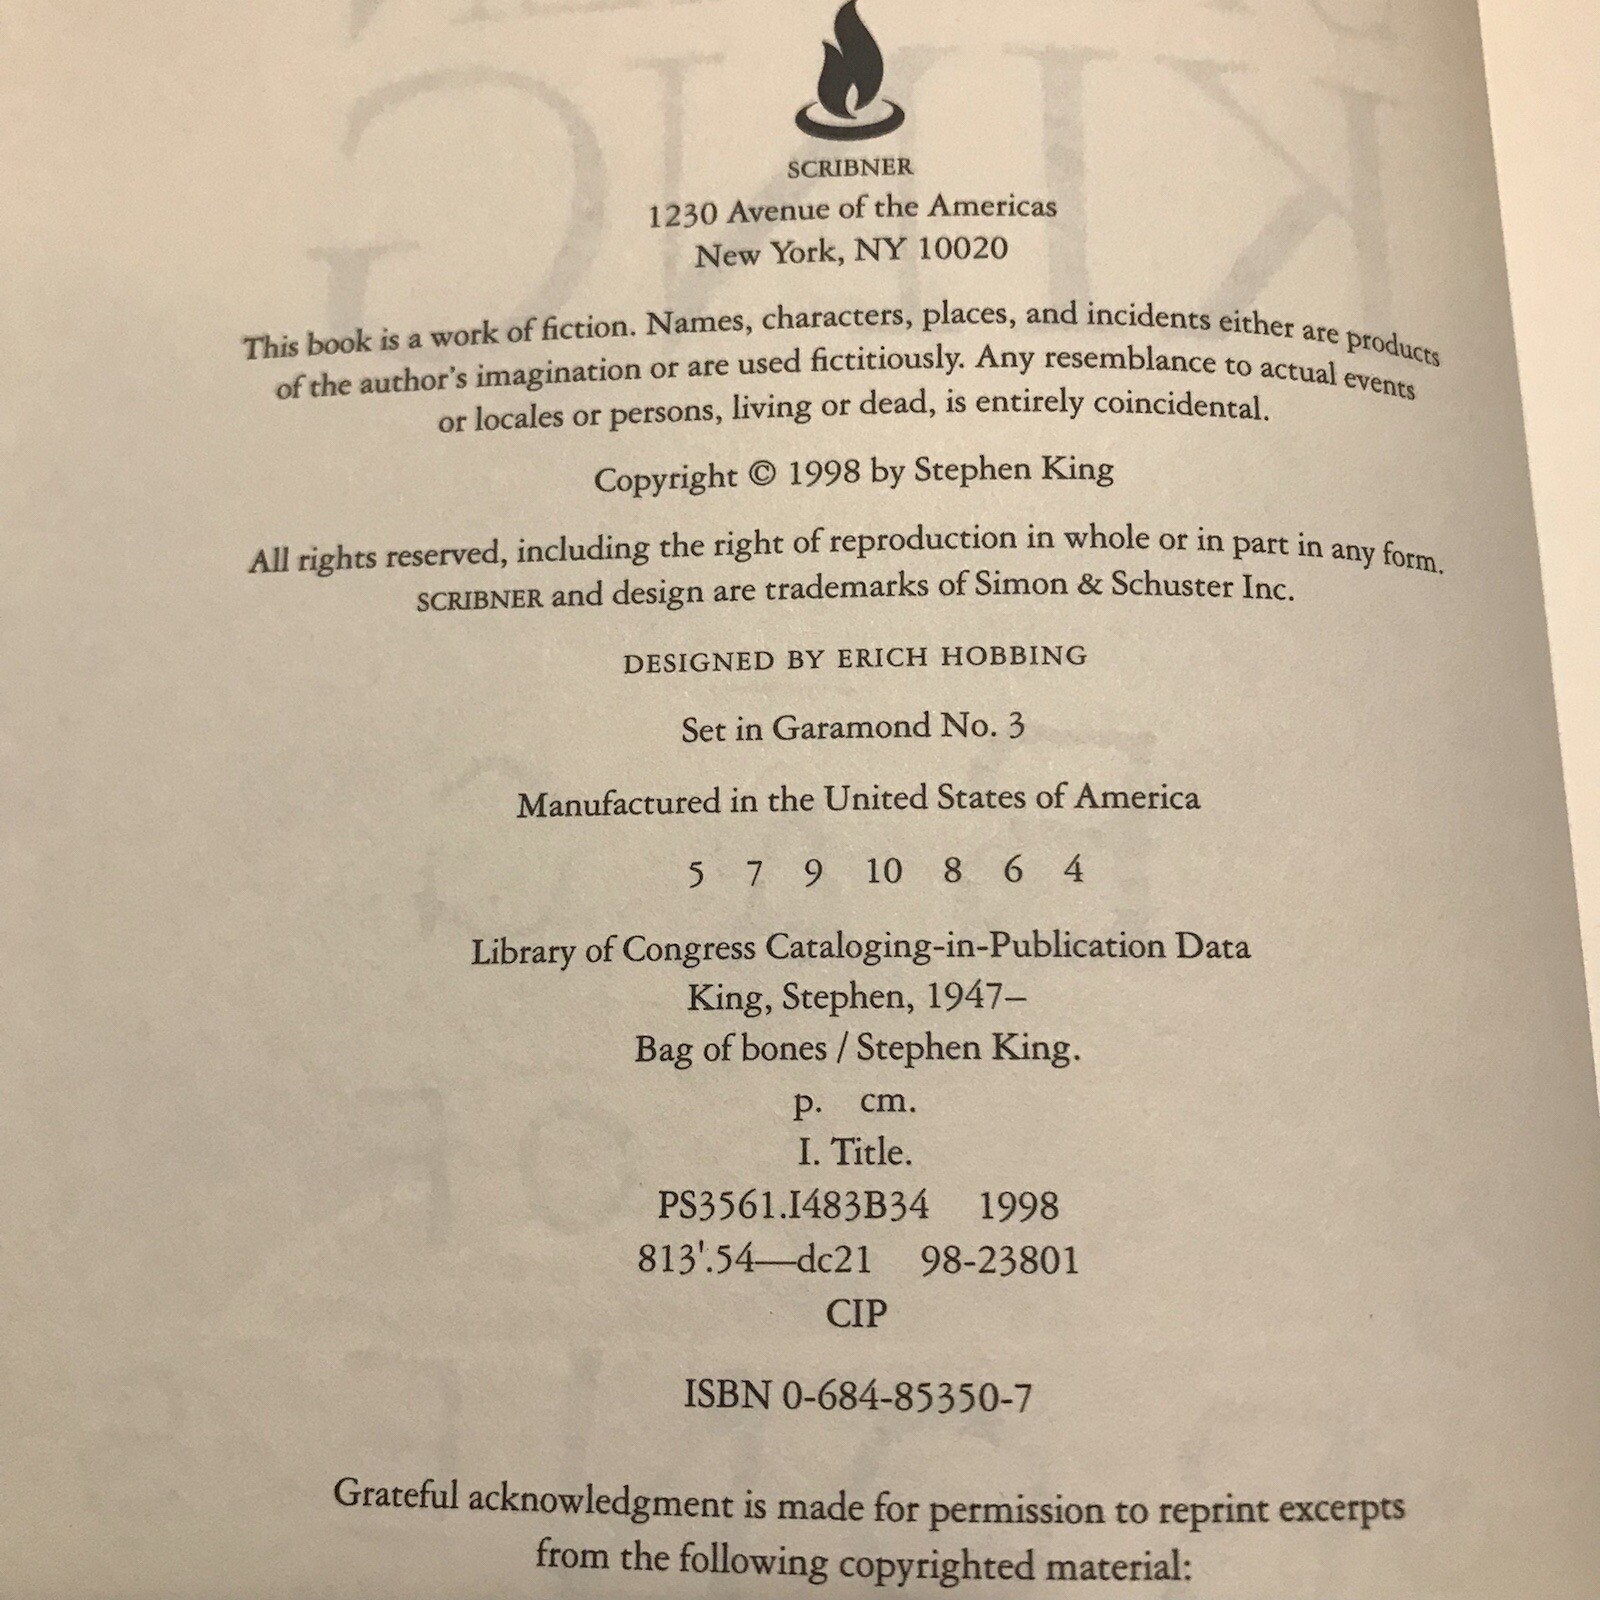 SCRIBNER
1230 Avenue of the Americas
New York, NY 10020
This book is a work of fiction. Names, characters, places, and incidents either are products
of the author's imagination or are used fictitiously. Any resemblance to actual events
or locales or persons, living or dead, is entirely coincidental.
Copyright © 1998 by Stephen King
All rights reserved, including the right of reproduction in whole or in part in any form.
SCRIBNER and design are trademarks of Simon & Schuster Inc.
DESIGNED BY ERICH HOBBING
Set in Garamond No. 3
Manufactured in the United States of America
5 7 9 10 8 6 4
Library of Congress Cataloging-in-Publication Data
King, Stephen, 1947–
Bag of bones / Stephen King.
p. cm.
I. Title.
PS3561.I483B34 1998
813'.54—dc21 98-23801
CIP
ISBN 0-684-85350-7
Grateful acknowledgment is made for permission to reprint excerpts
from the following copyrighted material: